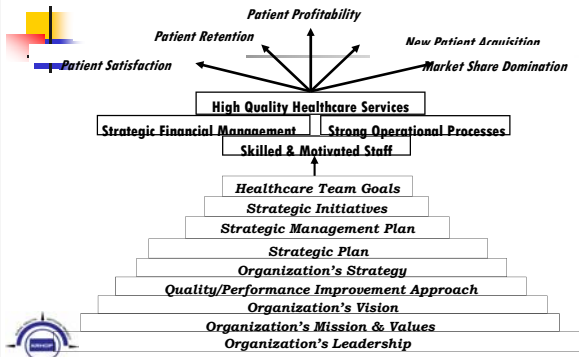 Patient Profitability
Patient Retention
New Patient Acquisition
Patient Satisfaction
Market Share Domination
High Quality Healthcare Services
Strategic Financial Management
Strong Operational Processes
Skilled & Motivated Staff
Healthcare Team Goals
Strategic Initiatives
Strategic Management Plan
Strategic Plan
Organization's Strategy
Quality/Performance Improvement Approach
Organization's Vision
Organization's Mission & Values
Organization's Leadership